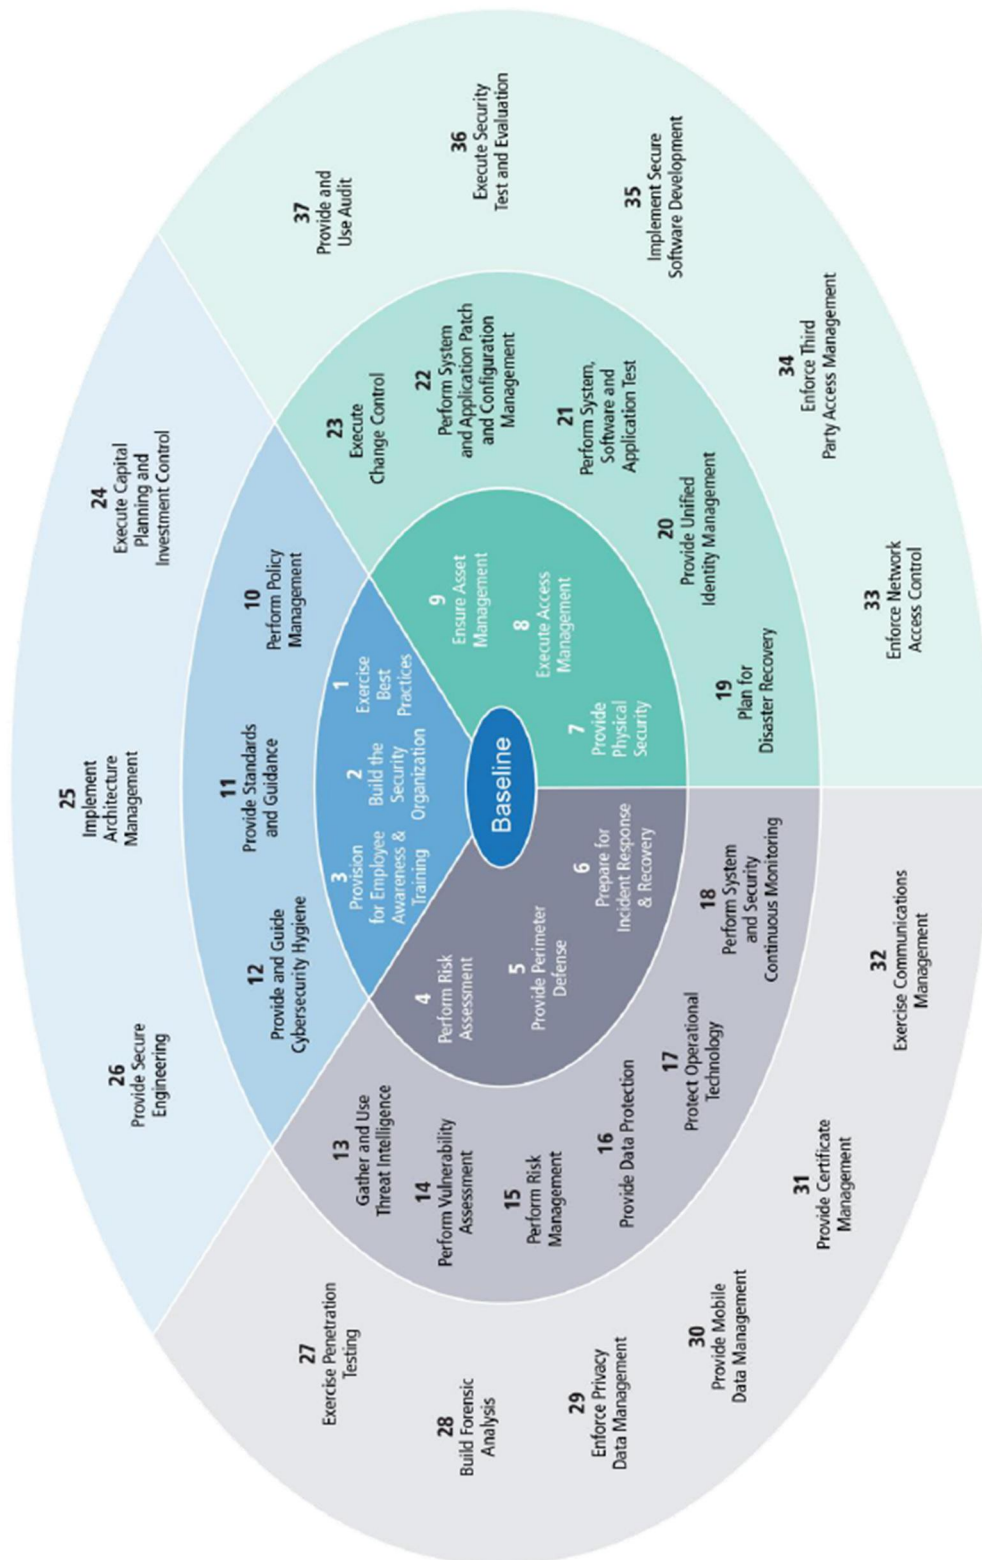 Baseline
1
Exercise
Best
Practices
2
Build the
Security
Organization
3
Provision
for Employee
Awareness &
Training
4
Perform Risk
Assessment
5
Provide Perimeter
Defense
6
Prepare for
Incident Response
& Recovery
7
Provide
Physical
Security
8
Execute Access
Management
9
Ensure Asset
Management
10
Perform Policy
Management
11
Provide Standards
and Guidance
12
Provide and Guide
Cybersecurity Hygiene
13
Gather and Use
Threat Intelligence
14
Perform Vulnerability
Assessment
15
Perform Risk
Management
16
Provide Data Protection
17
Protect Operational
Technology
18
Perform System
and Security
Continuous Monitoring
19
Plan for
Disaster Recovery
20
Provide Unified
Identity Management
21
Perform System,
Software and
Application Test
22
Perform System
and Application Patch
and Configuration
Management
23
Execute
Change Control
24
Execute Capital
Planning and
Investment Control
25
Implement
Architecture
Management
26
Provide Secure
Engineering
27
Exercise Penetration
Testing
28
Build Forensic
Analysis
29
Enforce Privacy
Data Management
30
Provide Mobile
Data Management
31
Provide Certificate
Management
32
Exercise Communications
Management
33
Enforce Network
Access Control
34
Enforce Third
Party Access Management
35
Implement Secure
Software Development
36
Execute Security
Test and Evaluation
37
Provide and
Use Audit